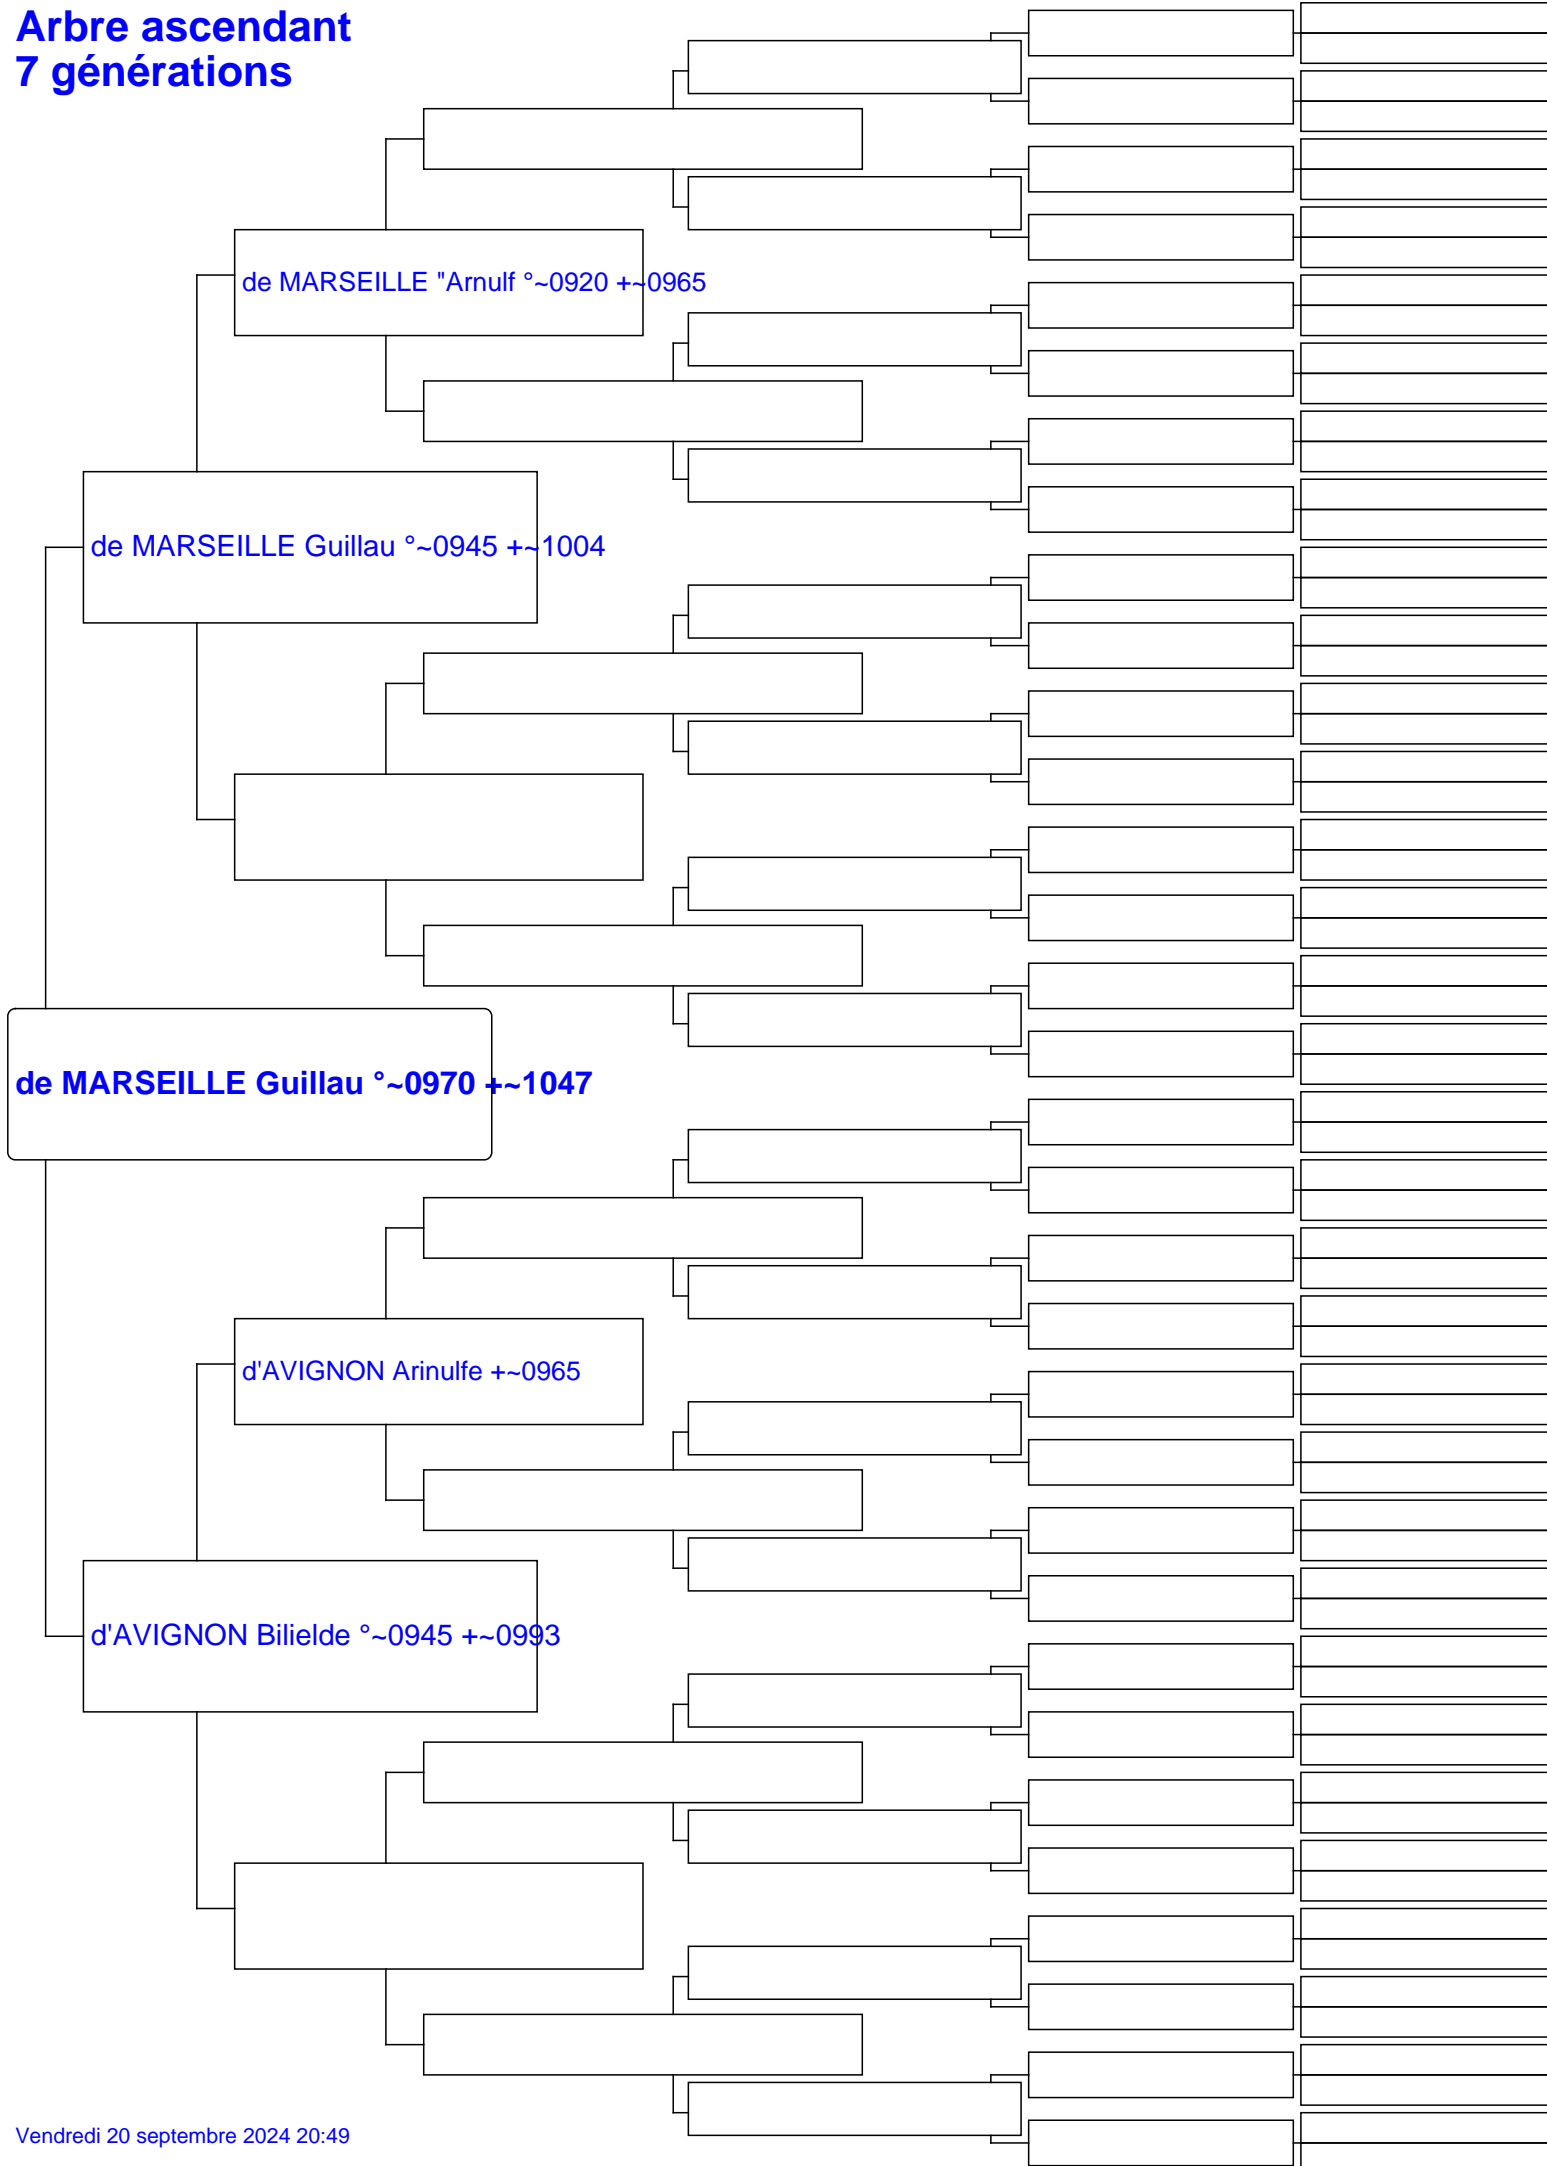 Arbre ascendant
7 générations
de MARSEILLE "Arnulf °~0920 +~0965
de MARSEILLE Guillau °~0945 +~1004
de MARSEILLE Guillau °~0970 +~1047
d'AVIGNON Arinulfe +~0965
d'AVIGNON Bilielde °~0945 +~0993
Vendredi 20 septembre 2024 20:49